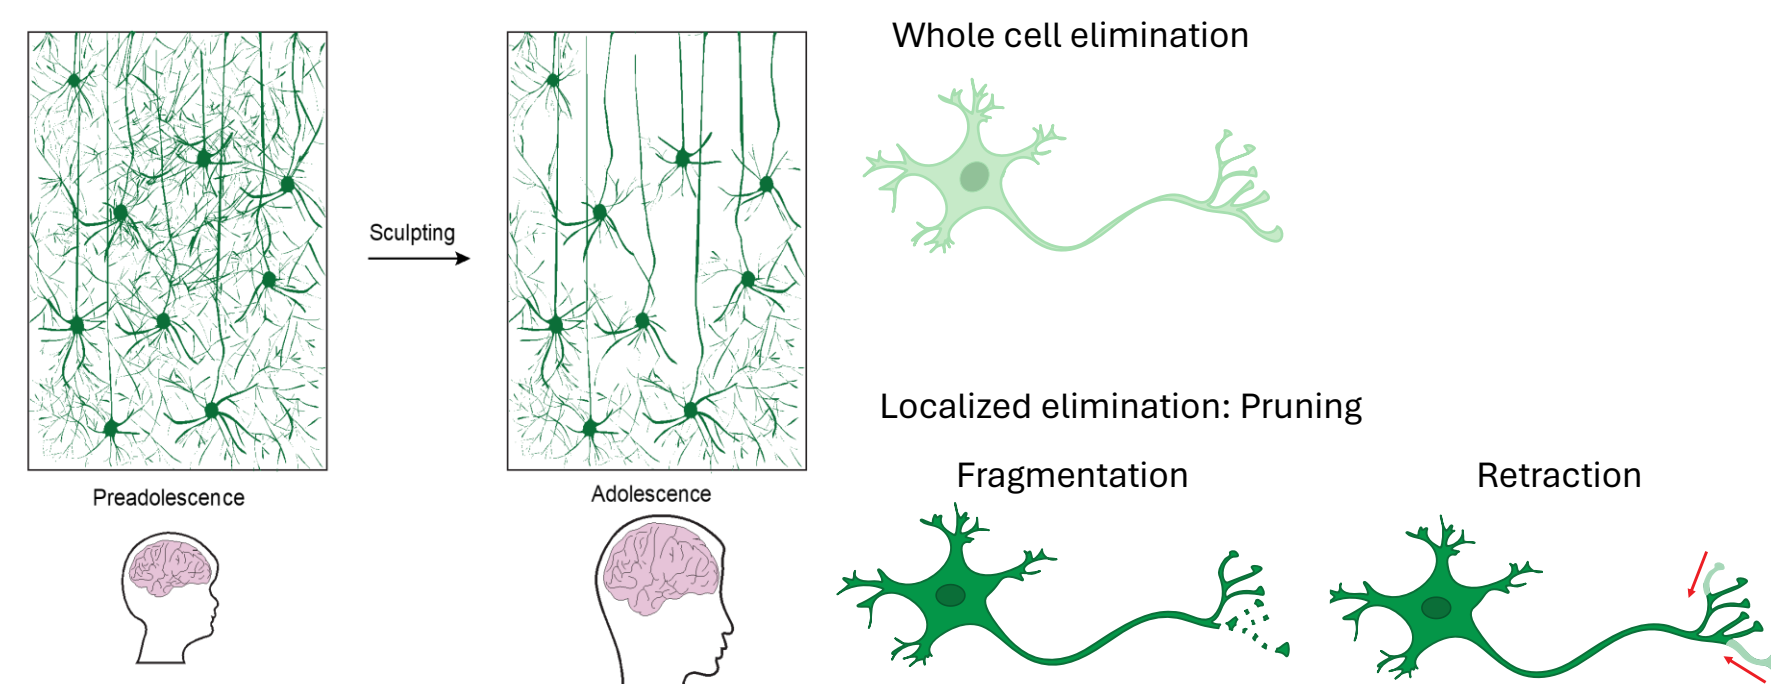 Whole cell elimination
Sculpting
Localized elimination: Pruning
Fragmentation
Retraction
Preadolescence
Adolescence